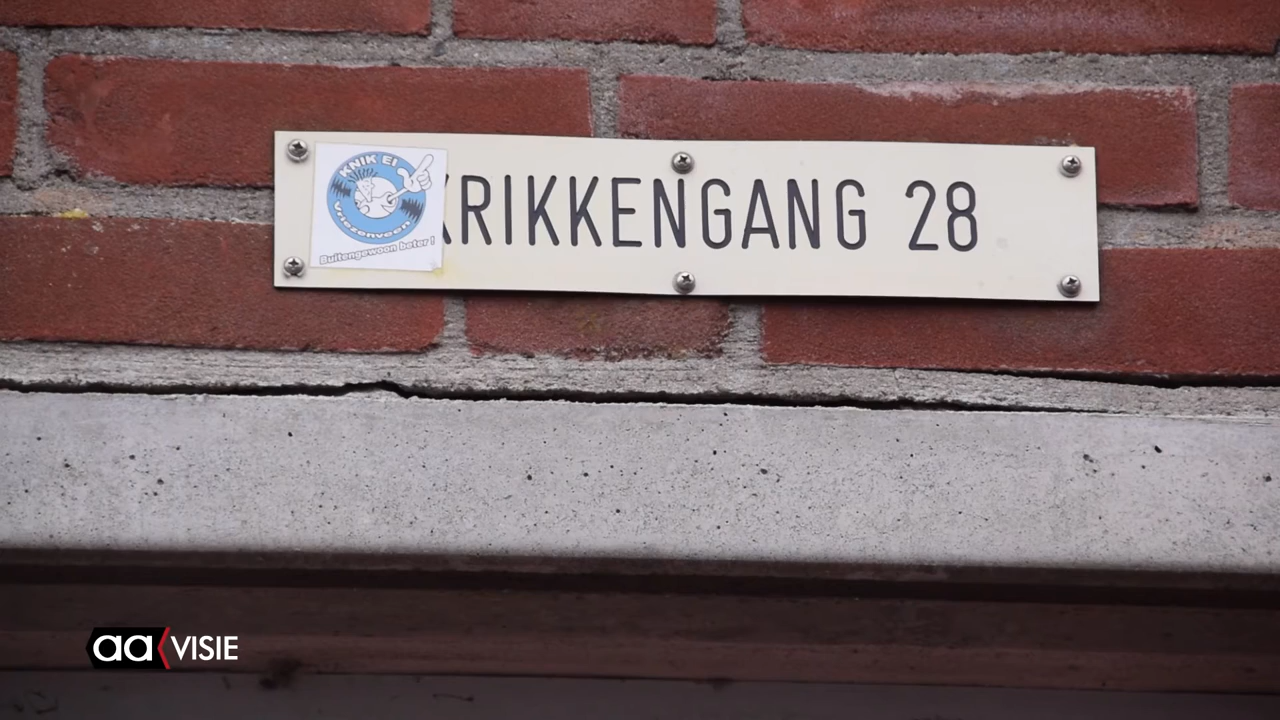 KNIK EI
Vriezenveen
Buitengewoon beter!
KRIKKENGANG 28
aa VISIE